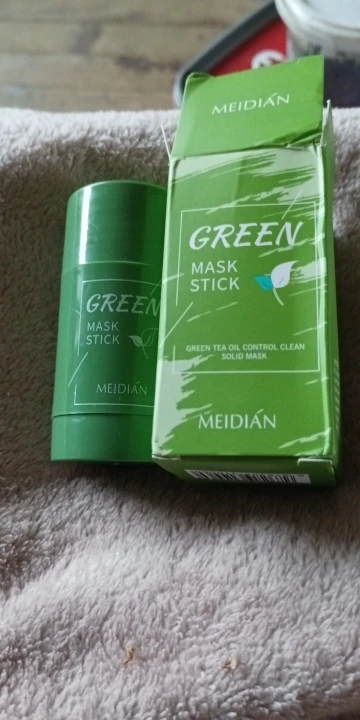 MEIDIÁN
GREEN
MASK
STICK
GREEN TEA OIL CONTROL CLEAN
SOLID MASK
MEIDIÁN
GREEN
MASK
STICK
MEIDIÁN